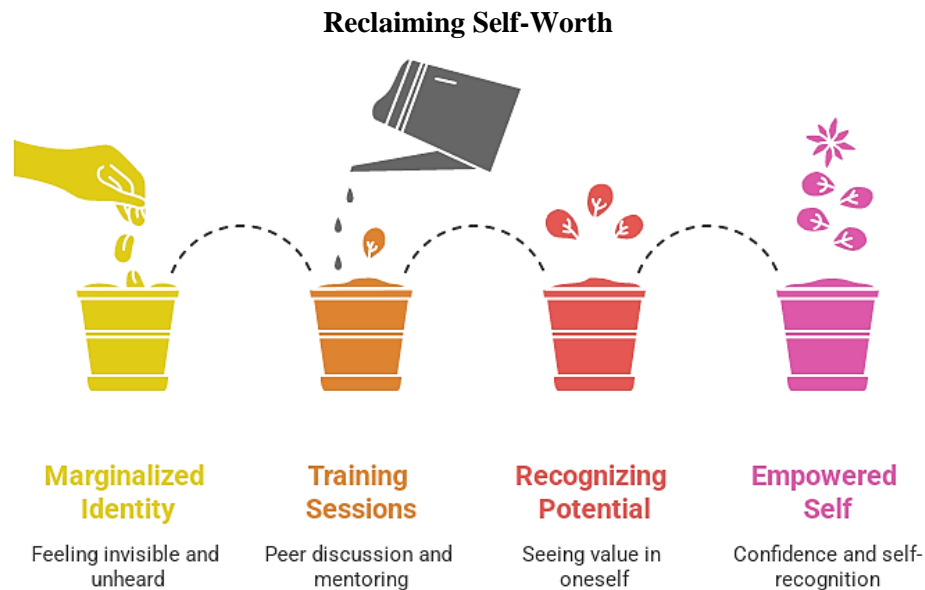 Reclaiming Self-Worth
Marginalized
Identity
Feeling invisible and
unheard
Training
Sessions
Peer discussion and
mentoring
Recognizing
Potential
Seeing value in
oneself
Empowered
Self
Confidence and self-
recognition